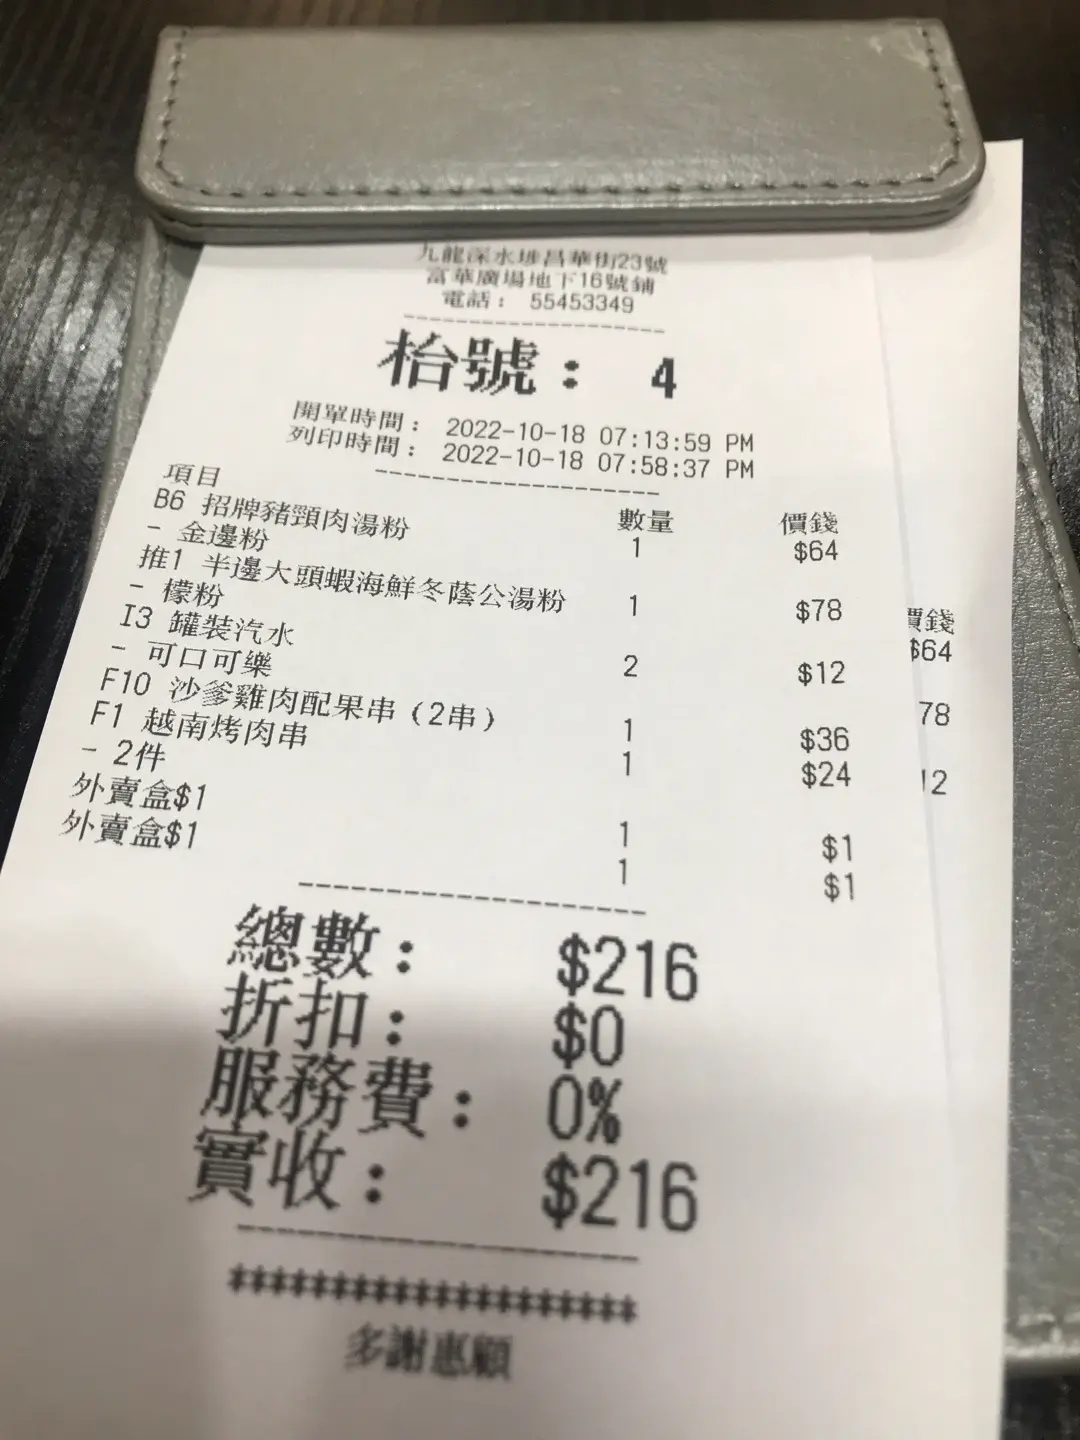 九龍深水埗昌華街23號
富華廣場地下16號鋪
電話： 55453349
枱號： 4
開單時間： 2022-10-18 07:13:59 PM
列印時間： 2022-10-18 07:58:37 PM
項目 數量 價錢
B6 招牌豬頸肉湯粉 1 $64
- 金邊粉
推1 半邊大頭蝦海鮮冬蔭公湯粉 1 $78
- 檬粉
I3 罐裝汽水 2 $12
- 可口可樂
F10 沙爹雞肉配果串（2串） 1 $36
F1 越南烤肉串 1 $24
- 2件
外賣盒$1 1 $1
外賣盒$1 1 $1
總數： $216
折扣： $0
服務費： 0%
實收： $216
多謝惠顧
價錢
$64
78
12